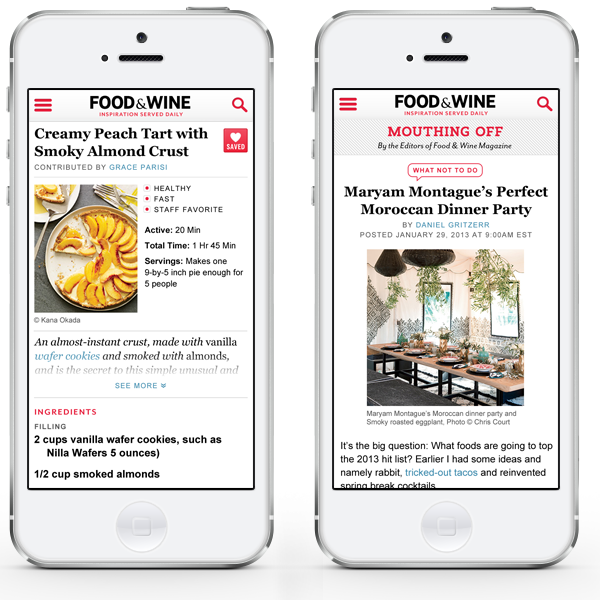 FOOD&WINE
INSPIRATION SERVED DAILY
Creamy Peach Tart with
Smoky Almond Crust
SAVED
CONTRIBUTED BY GRACE PARISI
HEALTHY
FAST
STAFF FAVORITE
Active: 20 Min
Total Time: 1 Hr 45 Min
Servings: Makes one
9-by-5 inch pie enough for
5 people
© Kana Okada
An almost-instant crust, made with vanilla
wafer cookies and smoked with almonds,
and is the secret to this simple unusual and
SEE MORE
INGREDIENTS
FILLING
2 cups vanilla wafer cookies, such as
Nilla Wafers 5 ounces)
1/2 cup smoked almonds
FOOD&WINE
INSPIRATION SERVED DAILY
MOUTHING OFF
By the Editors of Food & Wine Magazine
WHAT NOT TO DO
Maryam Montague's Perfect
Moroccan Dinner Party
BY DANIEL GRITZERR
POSTED JANUARY 29, 2013 AT 9:00AM EST
Maryam Montague's Moroccan dinner party and
Smoky roasted eggplant, Photo © Chris Court
It's the big question: What foods are going to top
the 2013 hit list? Earlier I had some ideas and
namely rabbit, tricked-out tacos and reinvented
spring break cocktails